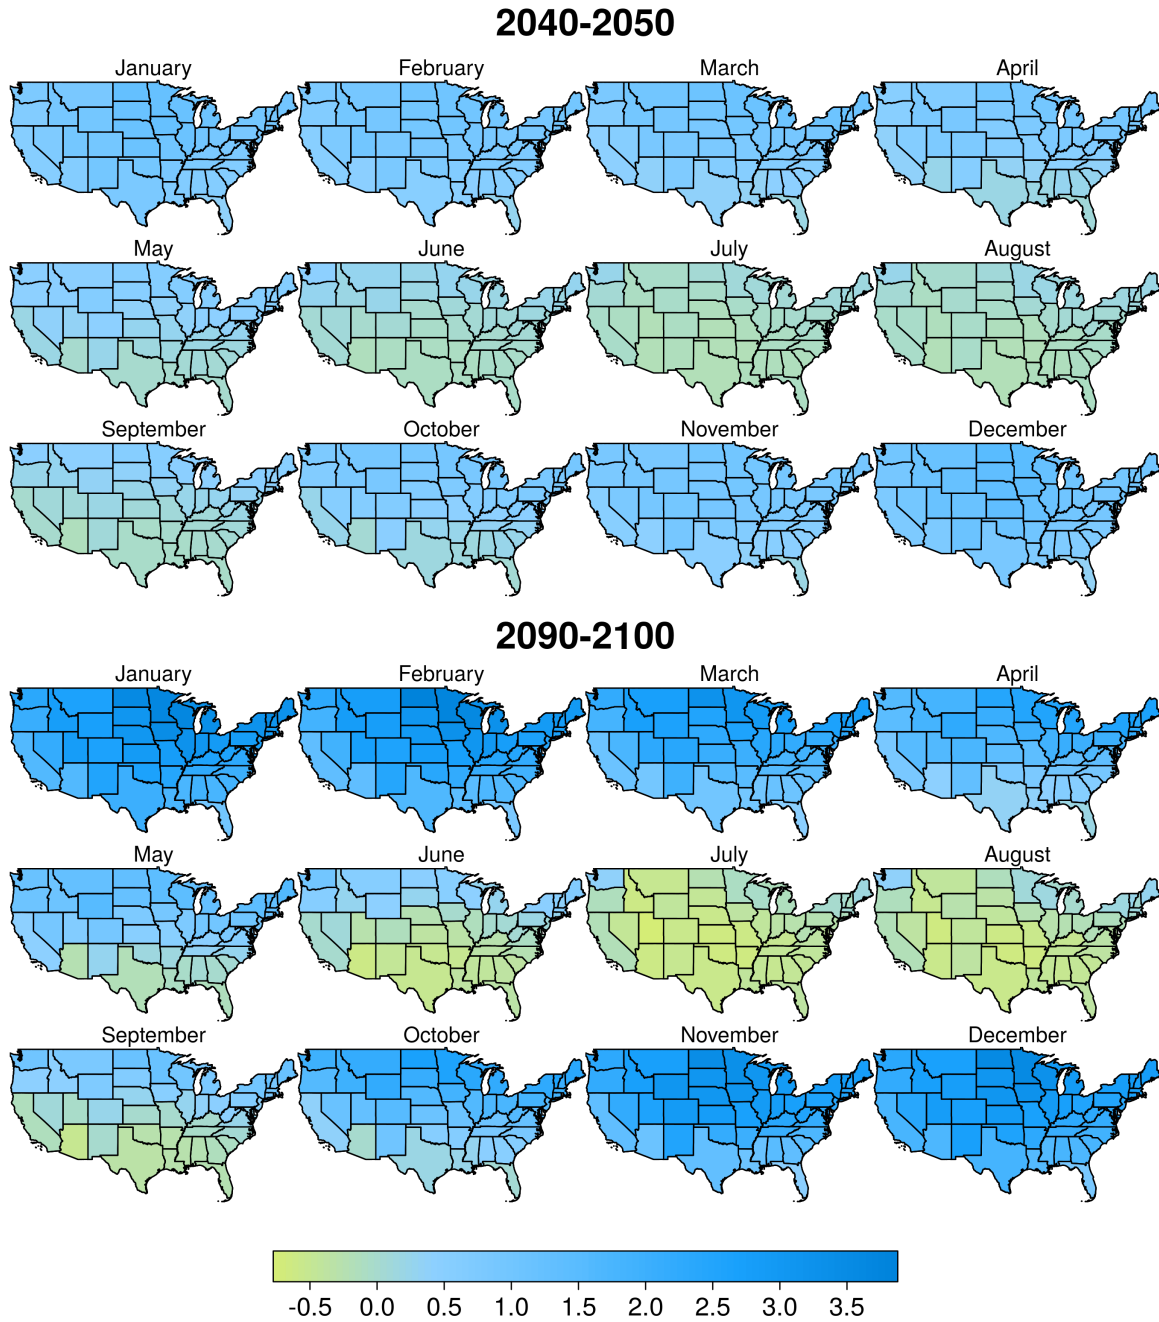 2040-2050
January February March April
May June July August
September October November December
2090-2100
January February March April
May June July August
September October November December
-0.5 0.0 0.5 1.0 1.5 2.0 2.5 3.0 3.5